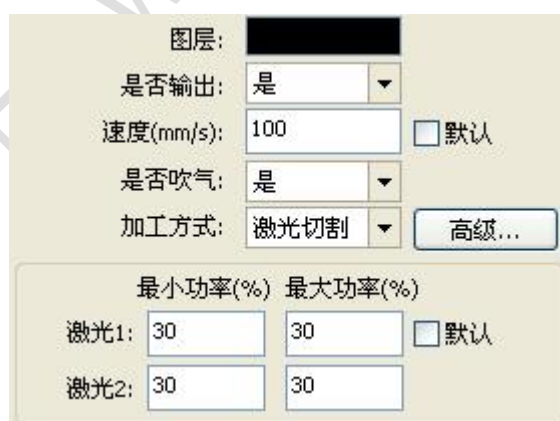 图层:
是否输出: 是
速度(mm/s): 100 默认
是否吹气: 是
加工方式: 激光切割 高级...
最小功率(%) 最大功率(%)
激光1: 30 30 默认
激光2: 30 30